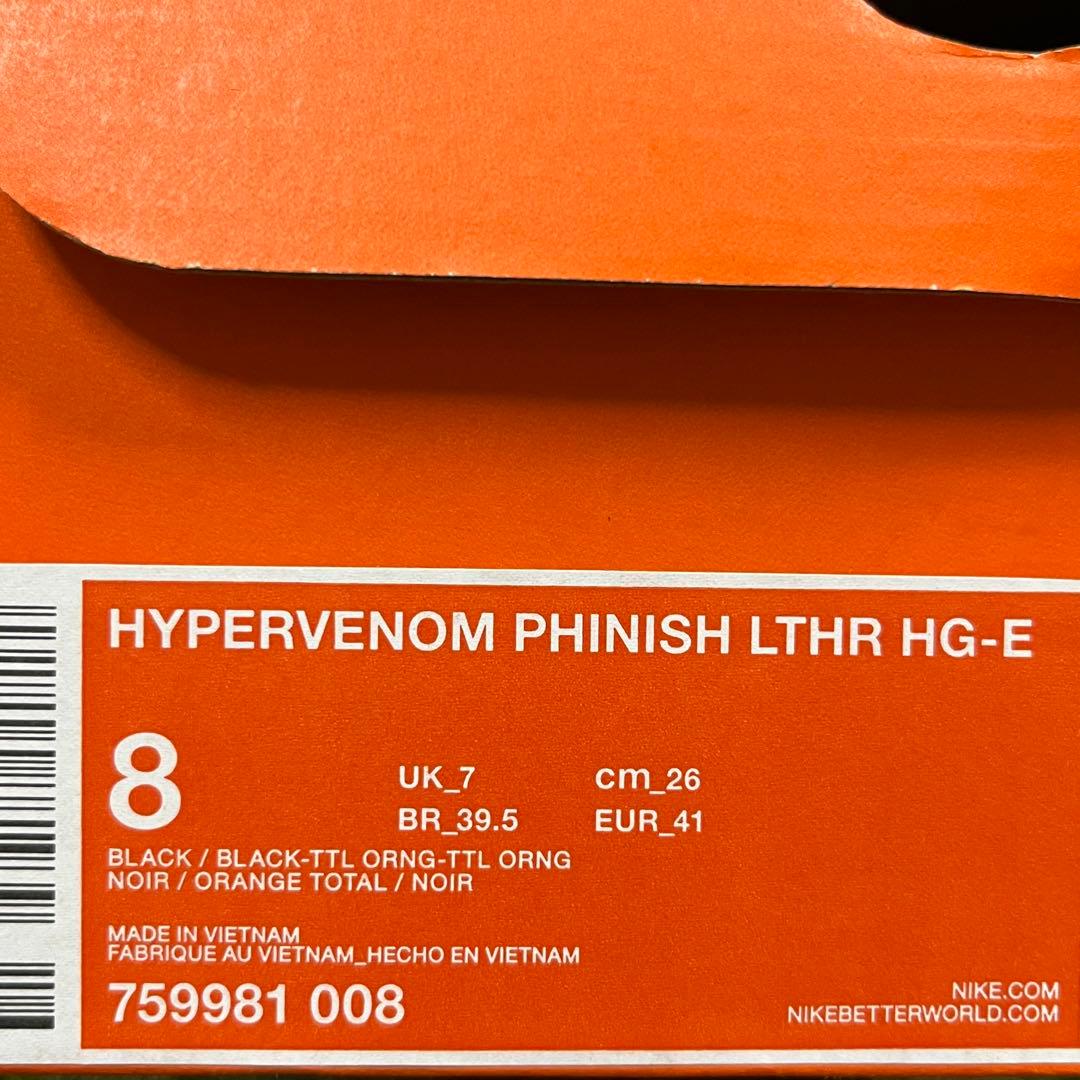 HYPERVENOM PHINISH LTHR HG-E
8
UK_7 cm_26
BR_39.5 EUR_41
BLACK / BLACK-TTL ORNG-TTL ORNG
NOIR / ORANGE TOTAL / NOIR
MADE IN VIETNAM
FABRIQUE AU VIETNAM_HECHO EN VIETNAM
759981 008
NIKE.COM
NIKEBETTERWORLD.COM